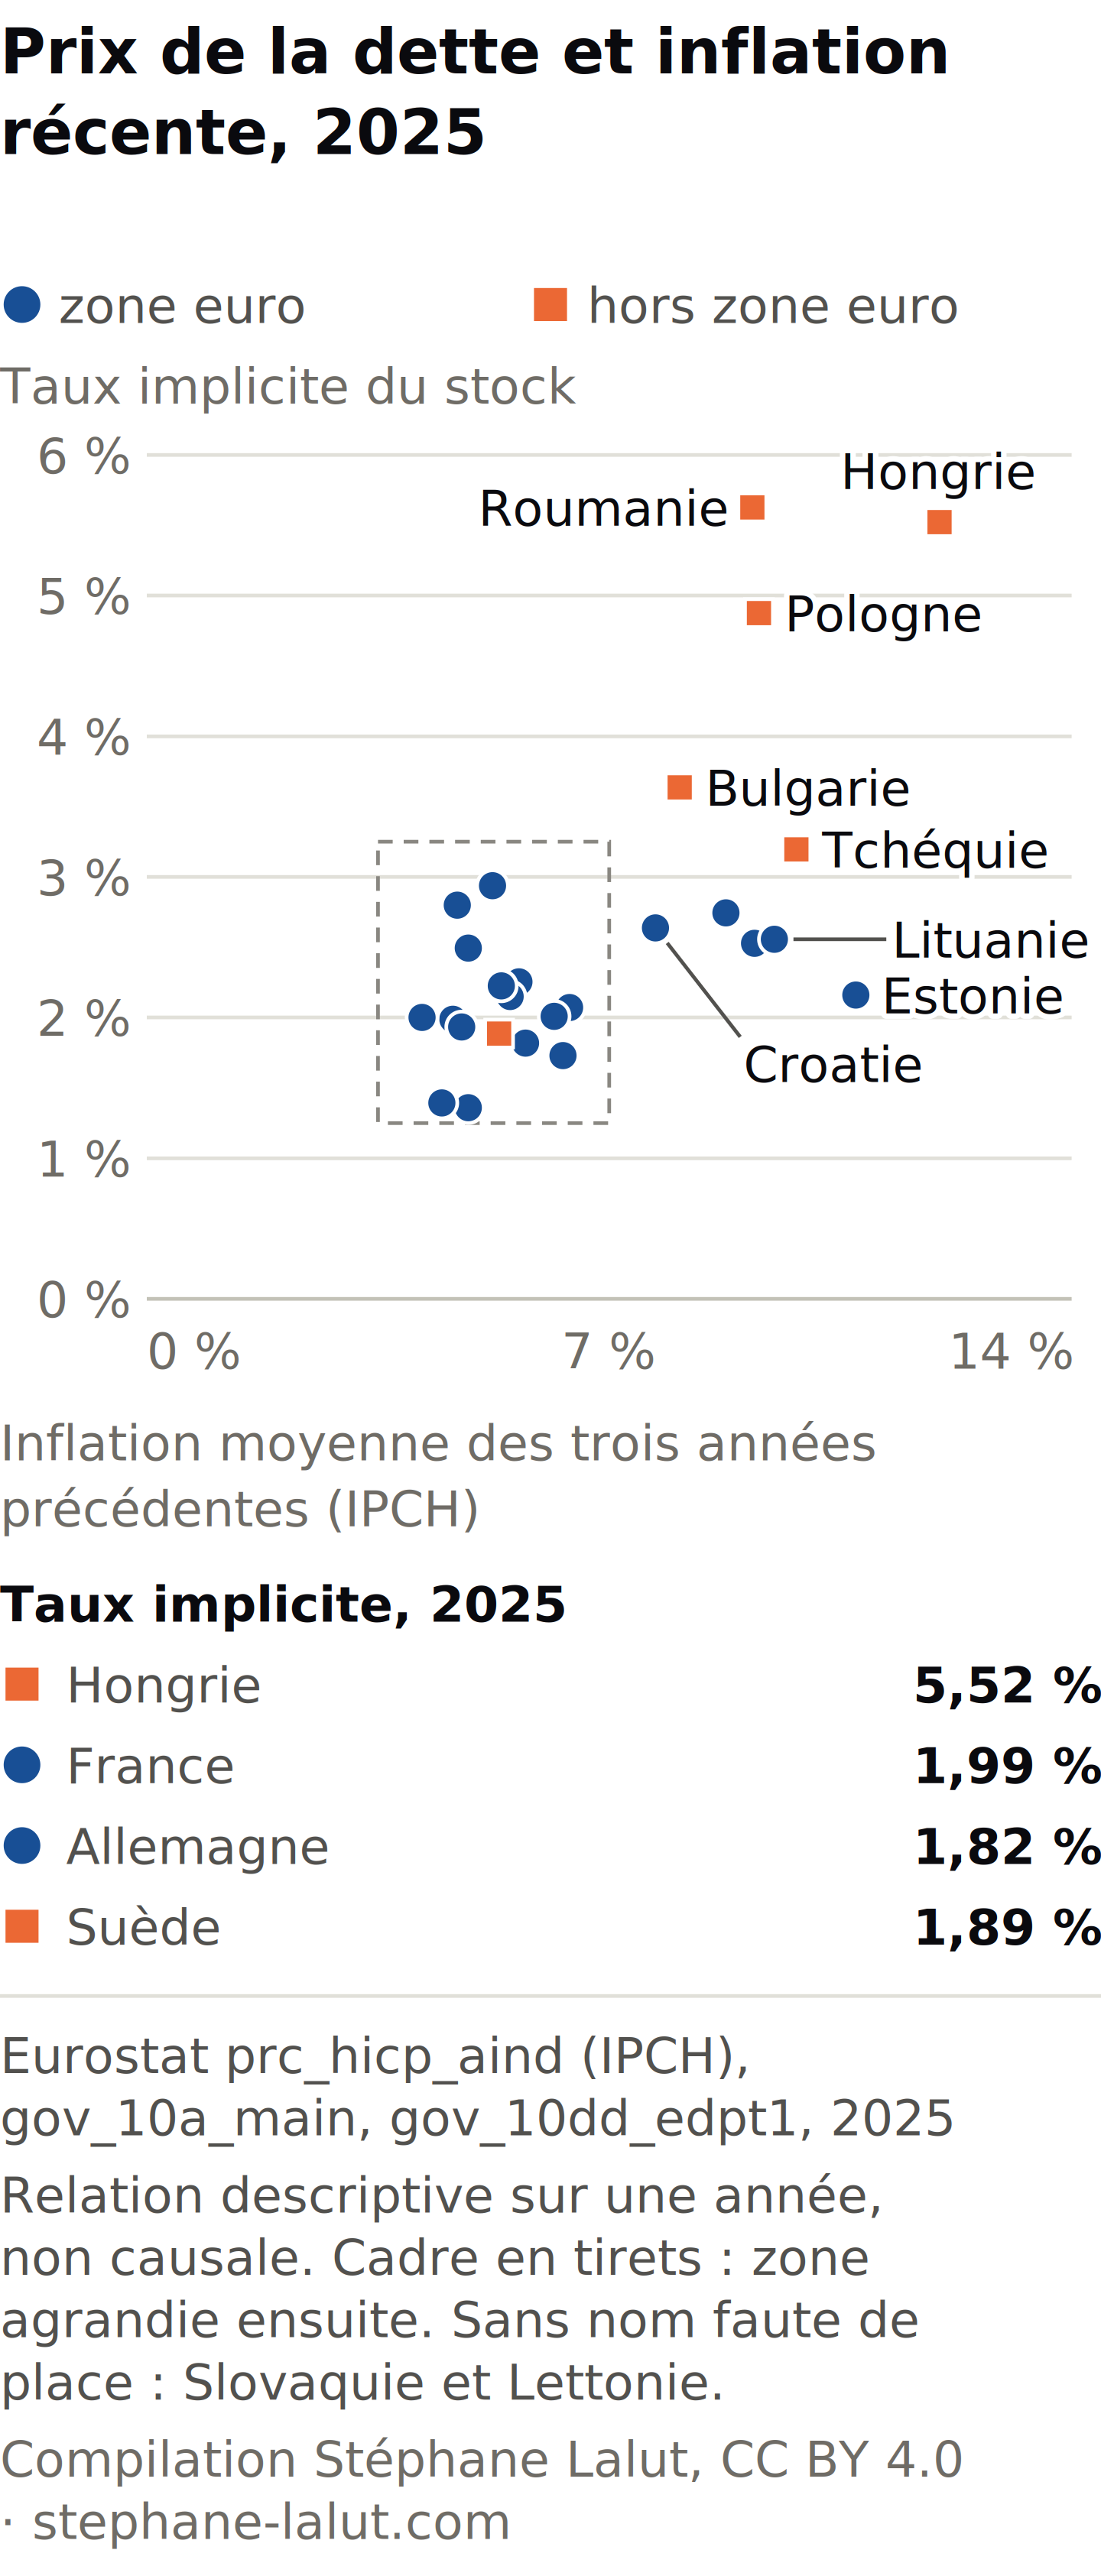 Prix de la dette et inflation
récente, 2025
zone euro
hors zone euro
Taux implicite du stock
6 %
Hongrie
Roumanie
5 %
Pologne
4 %
Bulgarie
Tchéquie
3 %
Lituanie
Estonie
2 %
Croatie
1 %
0 %
0 %
7 %
14 %
Inflation moyenne des trois années
précédentes (IPCH)
Taux implicite, 2025
Hongrie 5,52 %
France 1,99 %
Allemagne 1,82 %
Suède 1,89 %
Eurostat prc_hicp_aind (IPCH),
gov_10a_main, gov_10dd_edpt1, 2025
Relation descriptive sur une année,
non causale. Cadre en tirets : zone
agrandie ensuite. Sans nom faute de
place : Slovaquie et Lettonie.
Compilation Stéphane Lalut, CC BY 4.0
· stephane-lalut.com